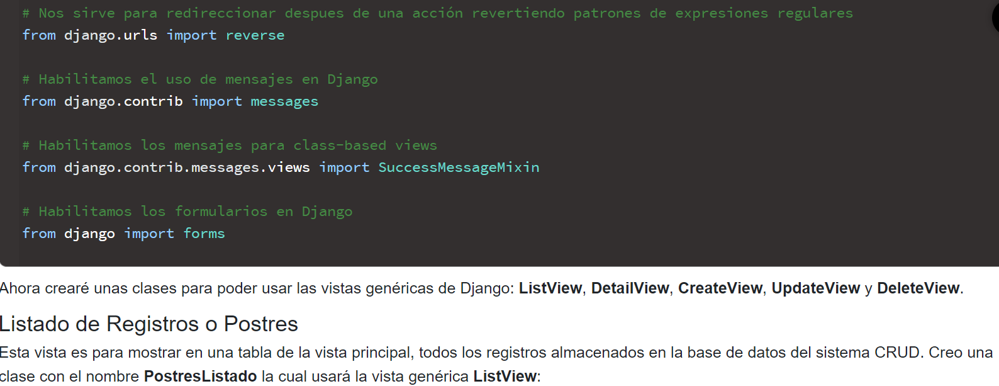 # Nos sirve para redireccionar despues de una acción revertiendo patrones de expresiones regulares
from django.urls import reverse
# Habilitamos el uso de mensajes en Django
from django.contrib import messages
# Habilitamos los mensajes para class-based views
from django.contrib.messages.views import SuccessMessageMixin
# Habilitamos los formularios en Django
from django import forms
Ahora crearé unas clases para poder usar las vistas genéricas de Django: ListView, DetailView, CreateView, UpdateView y DeleteView.
Listado de Registros o Postres
Esta vista es para mostrar en una tabla de la vista principal, todos los registros almacenados en la base de datos del sistema CRUD. Creo una
clase con el nombre PostresListado la cual usará la vista genérica ListView: